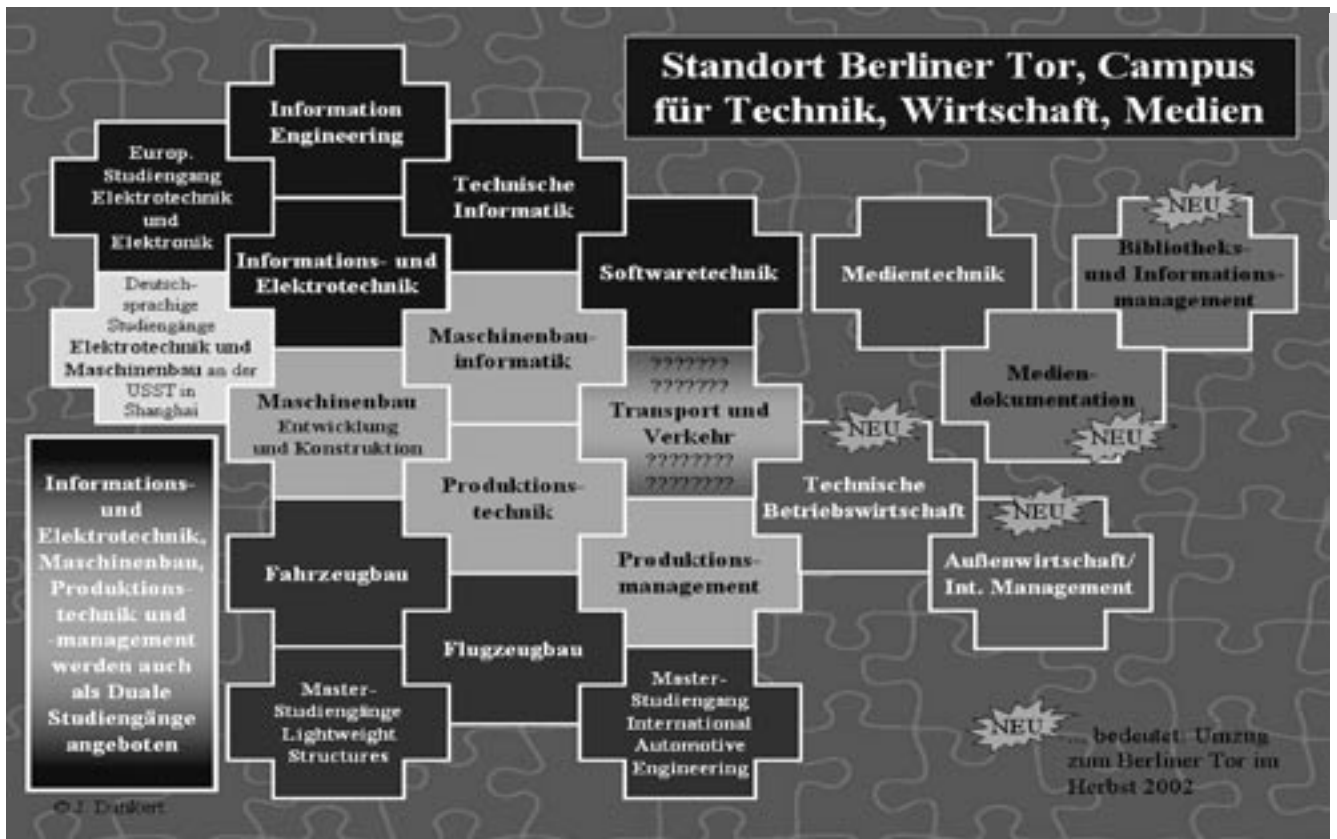 Standort Berliner Tor, Campus
für Technik, Wirtschaft, Medien
Information
Engineering
Europ.
Studiengang
Elektrotechnik
und
Elektronik
Technische
Informatik
Informations- und
Elektrotechnik
Softwaretechnik
Medientechnik
NEU
Bibliotheks-
und Informations-
management
Deutsch-
sprachige
Studiengänge
Elektrotechnik und
Maschinenbau an der
USST in
Shanghai
Maschinenbau-
informatik
Maschinenbau
Entwicklung
und Konstruktion
???????
???????
Transport und
Verkehr
????????
????????
Medien-
dokumentation
NEU
NEU
Technische
Betriebswirtschaft
Produktions-
technik
Informations-
und
Elektrotechnik,
Maschinenbau,
Produktions-
technik und
-management
werden auch
als Duale
Studiengänge
angeboten
Fahrzeugbau
Produktions-
management
NEU
Außenwirtschaft/
Int. Management
Flugzeugbau
Master-
Studiengänge
Lightweight
Structures
Master-
Studiengang
International
Automotive
Engineering
NEU
... bedeutet: Umzug
zum Berliner Tor im
Herbst 2002
© J. Dankert